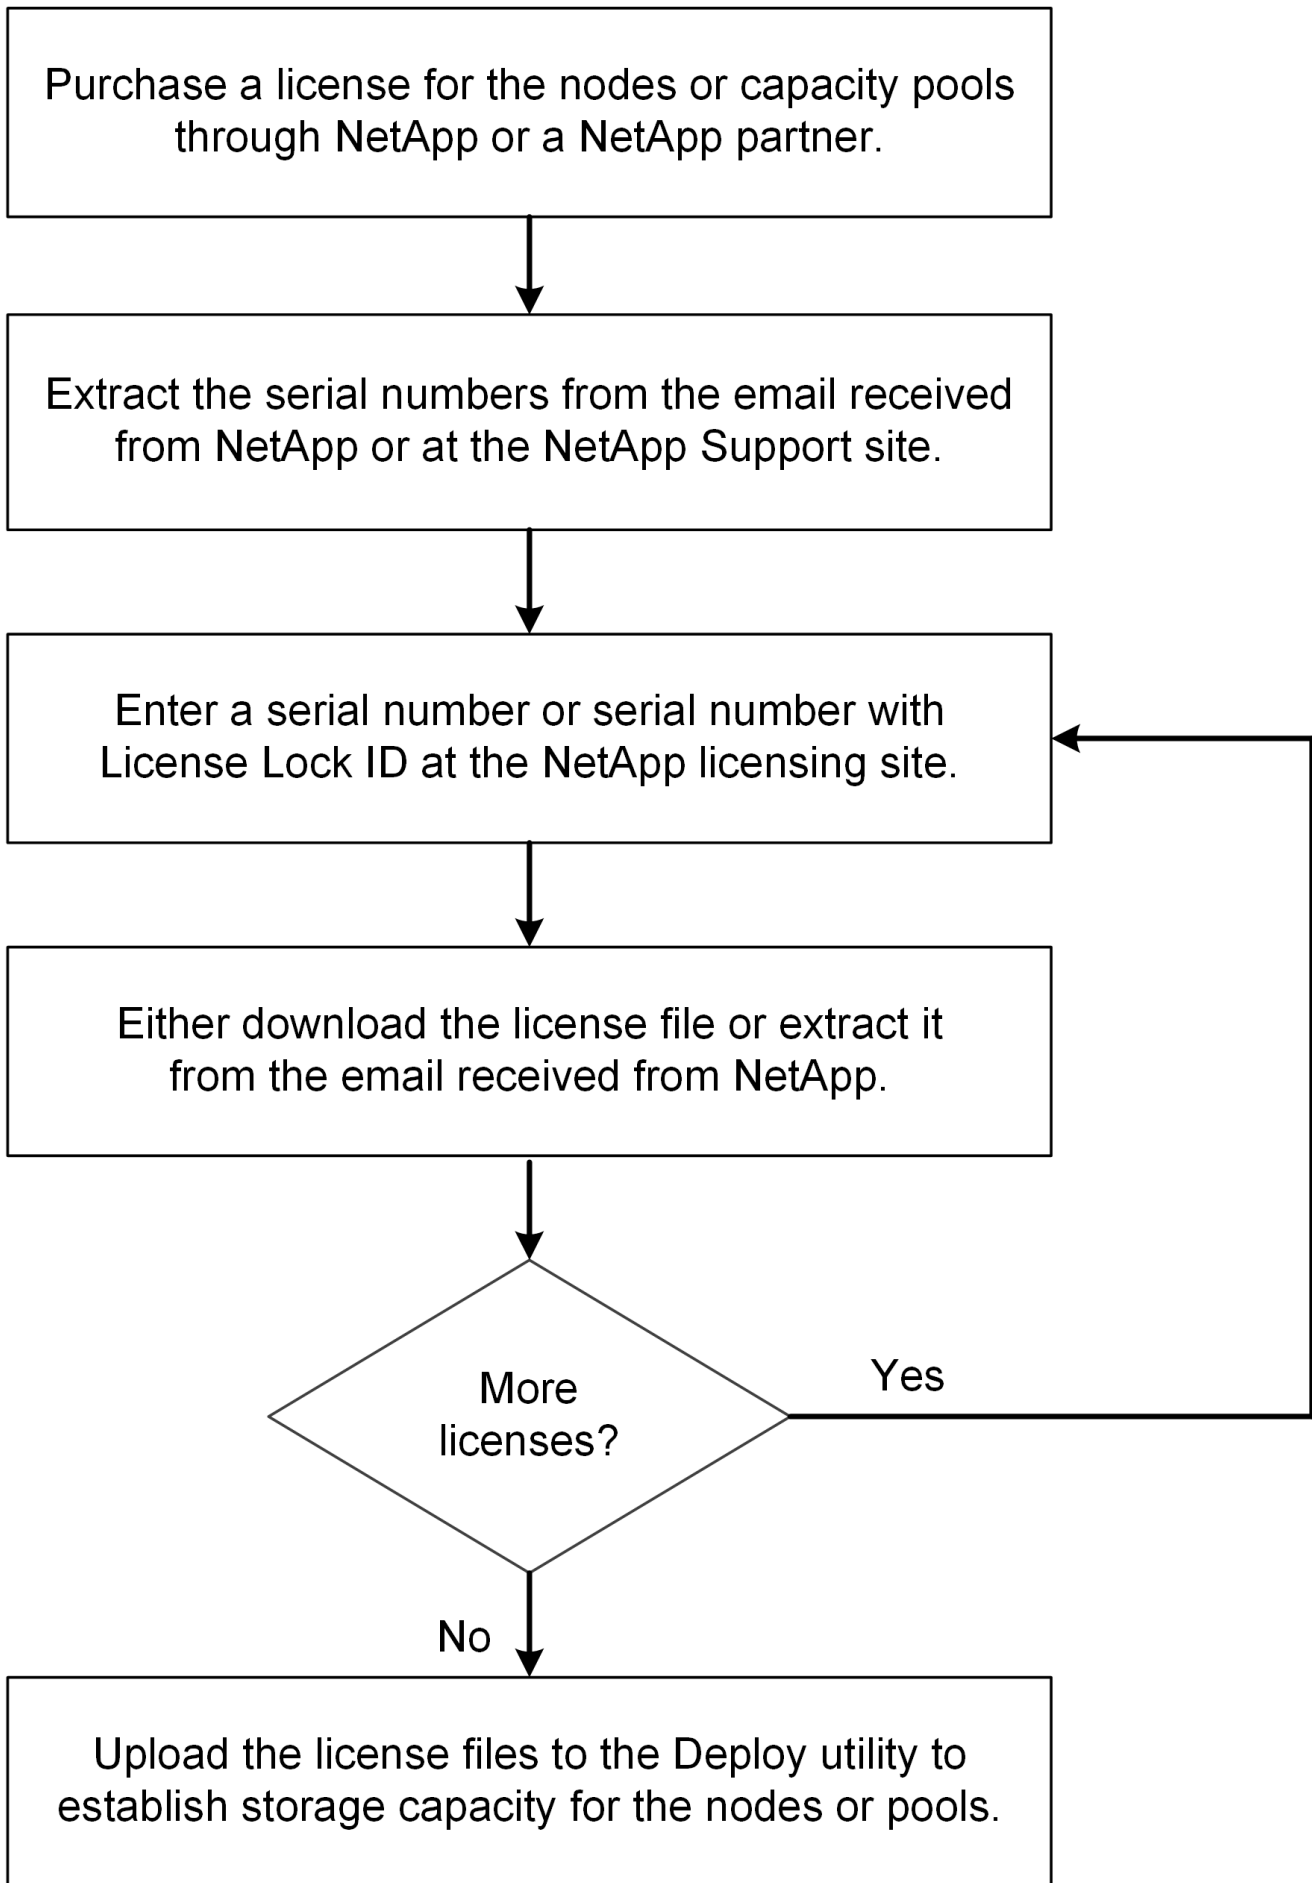 Purchase a license for the nodes or capacity pools
through NetApp or a NetApp partner.
Extract the serial numbers from the email received
from NetApp or at the NetApp Support site.
Enter a serial number or serial number with
License Lock ID at the NetApp licensing site.
Either download the license file or extract it
from the email received from NetApp.
More
licenses?
Yes
No
Upload the license files to the Deploy utility to
establish storage capacity for the nodes or pools.